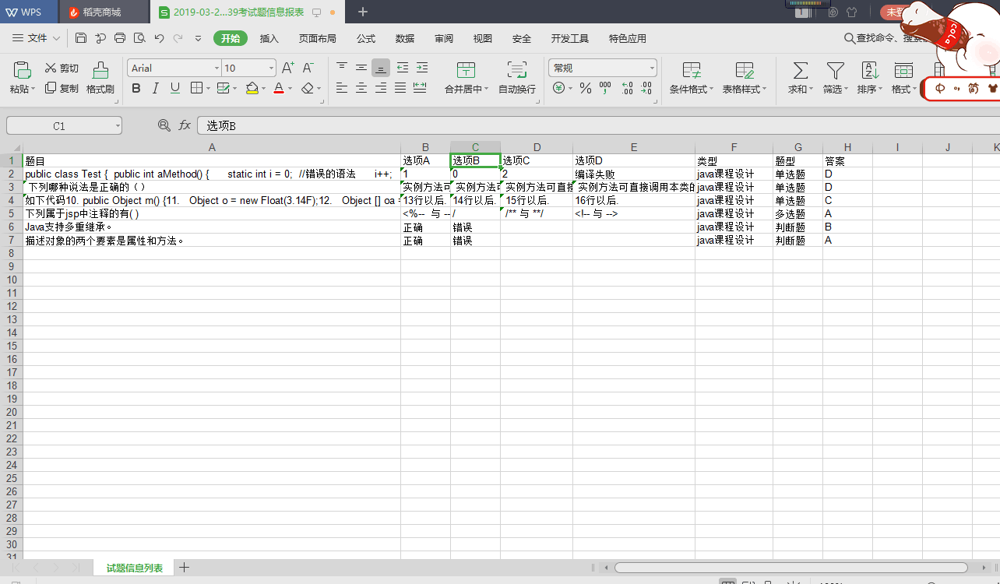 WPS 稻壳商城 2019-03-2...39考试题信息报表
文件 开始 插入 页面布局 公式 数据 审阅 视图 安全 开发工具 特色应用 查找命令、搜索
cola
Arial 10 常规
粘贴 剪切 复制 格式刷 B I U A 合并居中 自动换行 条件格式 表格样式 求和 筛选 排序 格式 中 简
C1 fx 选项B
A B C D E F G H I J K
1 题目 选项A 选项B 选项C 选项D 类型 题型 答案
2 public class Test { public int aMethod() { static int i = 0; //错误的语法 i++; 1 0 2 编译失败 java课程设计 单选题 D
3 下列哪种说法是正确的 ( ) 实例方法可 实例方法可 实例方法可直接 实例方法可直接调用本类的 java课程设计 单选题 D
4 如下代码10. public Object m() {11. Object o = new Float(3.14F);12. Object [] oa = 13行以后. 14行以后. 15行以后. 16行以后. java课程设计 单选题 C
5 下列属于jsp中注释的有( ) <%-- 与 -- / /** 与 **/ <!-- 与 --> java课程设计 多选题 A
6 Java支持多重继承。 正确 错误 java课程设计 判断题 B
7 描述对象的两个要素是属性和方法。 正确 错误 java课程设计 判断题 A
8
9
10
11
12
13
14
15
16
17
18
19
20
21
22
23
24
25
26
27
28
29
30
31
试题信息列表